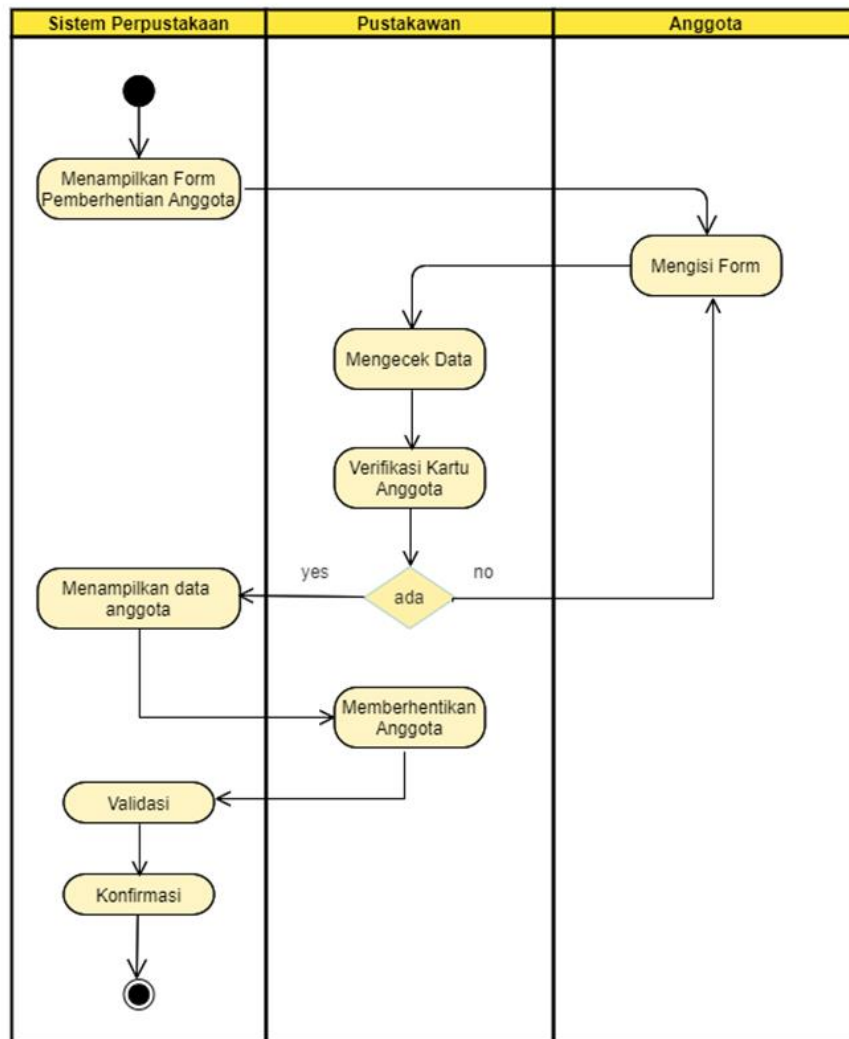 Sistem Perpustakaan
Pustakawan
Anggota
Menampilkan Form
Pemberhentian Anggota
Mengisi Form
Mengecek Data
Verifikasi Kartu
Anggota
yes
no
Menampilkan data
anggota
ada
Memberhentikan
Anggota
Validasi
Konfirmasi